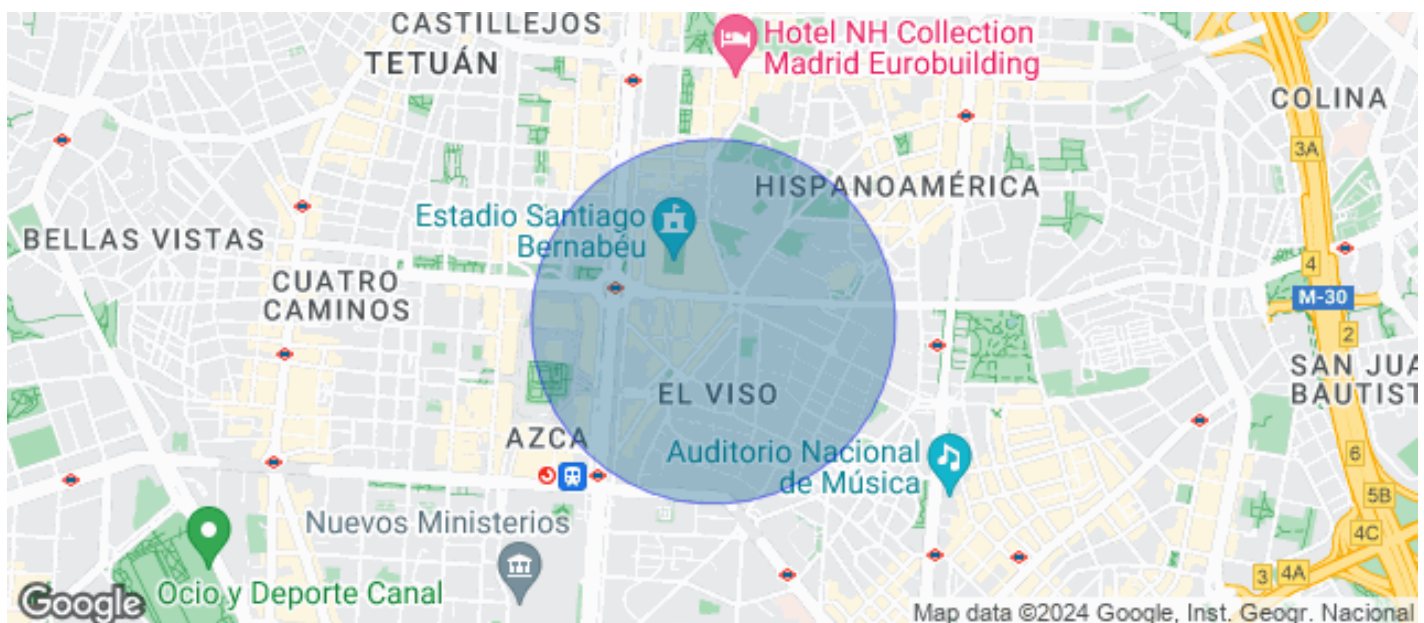 CASTILLEJOS
TETUÁN
Hotel NH Collection
Madrid Eurobuilding
COLINA
3A
HISPANOAMÉRICA
Estadio Santiago
Bernabéu
BELLAS VISTAS
CUATRO
CAMINOS
4
M-30
2
SAN JUA
BAUTIST
EL VISO
AZCA
Auditorio Nacional
de Música
6
5B
Nuevos Ministerios
4C
3
4A
Ocio y Deporte Canal
Google
Map data ©2024 Google, Inst. Geogr. Nacional